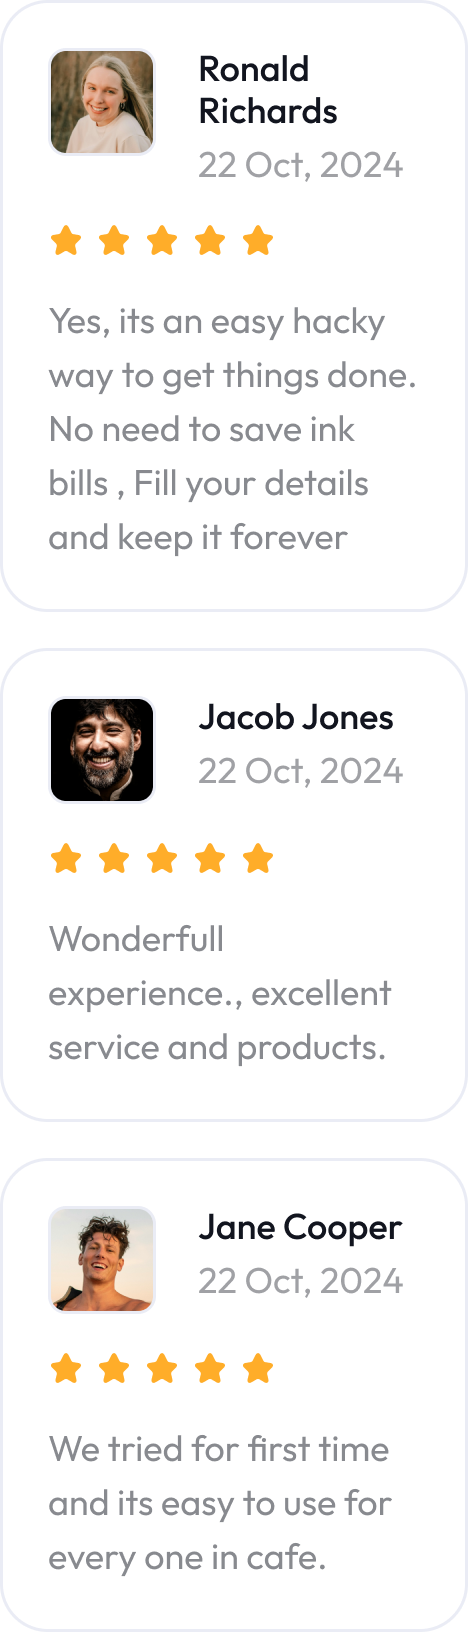 Ronald
Richards
22 Oct, 2024
Yes, its an easy hacky
way to get things done.
No need to save ink
bills , Fill your details
and keep it forever
Jacob Jones
22 Oct, 2024
Wonderfull
experience., excellent
service and products.
Jane Cooper
22 Oct, 2024
We tried for first time
and its easy to use for
every one in cafe.